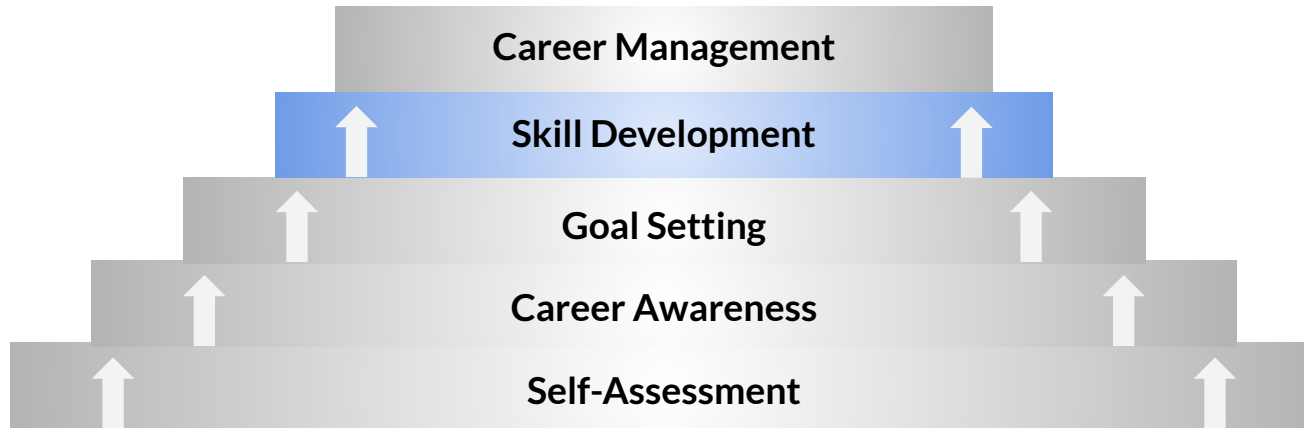 Career Management
Skill Development
Goal Setting
Career Awareness
Self-Assessment